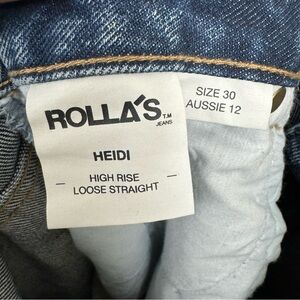 ROLLA'S T.M
JEANS
HEIDI
HIGH RISE
LOOSE STRAIGHT
SIZE 30
AUSSIE 12